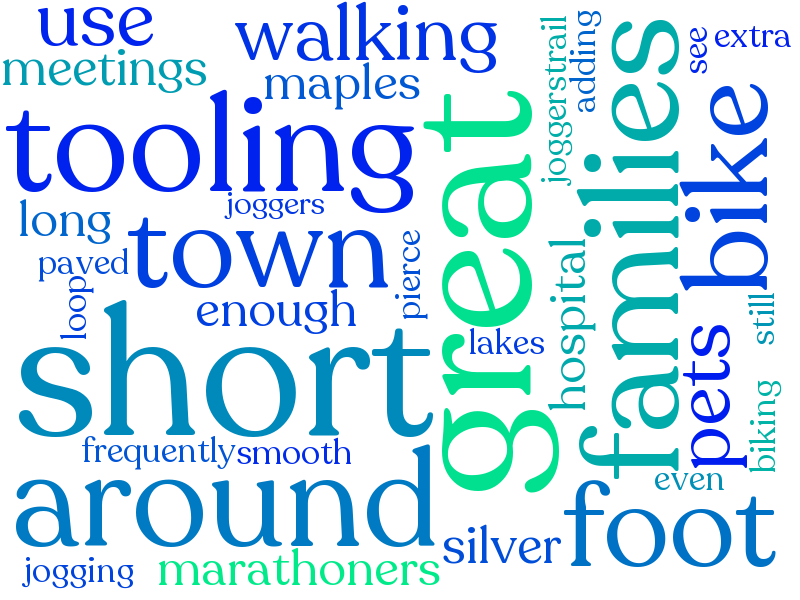 use
walking
meetings
maples
tooling
joggers
long
town
paved
pierce
loop
enough
short
frequently
smooth
around
jogging
marathoners
silver
great
lakes
joggerstrail
adding
see
extra
families
bike
hospital
still
pets
biking
even
foot